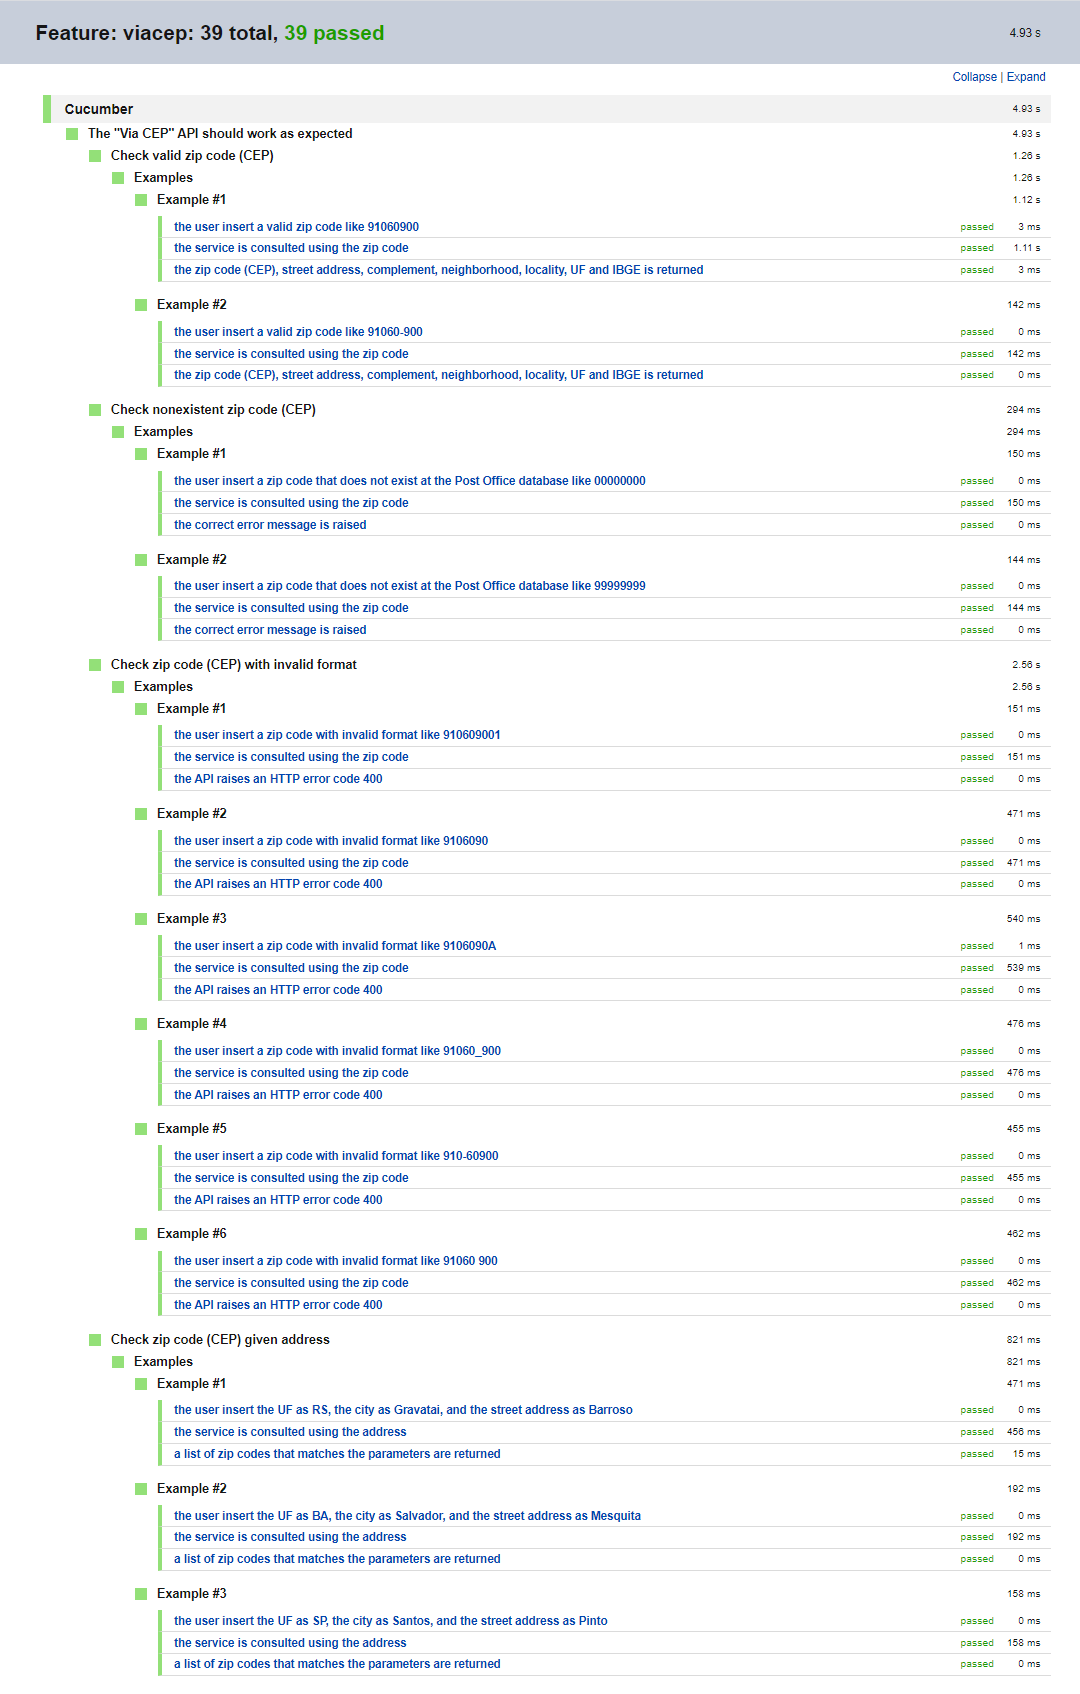 Feature: viacep: 39 total, 39 passed 4.93 s
Collapse | Expand
Cucumber 4.93 s
The "Via CEP" API should work as expected 4.93 s
Check valid zip code (CEP) 1.26 s
Examples 1.26 s
Example #1 1.12 s
the user insert a valid zip code like 91060900 passed 3 ms
the service is consulted using the zip code passed 1.11 s
the zip code (CEP), street address, complement, neighborhood, locality, UF and IBGE is returned passed 3 ms
Example #2 142 ms
the user insert a valid zip code like 91060-900 passed 0 ms
the service is consulted using the zip code passed 142 ms
the zip code (CEP), street address, complement, neighborhood, locality, UF and IBGE is returned passed 0 ms
Check nonexistent zip code (CEP) 294 ms
Examples 294 ms
Example #1 150 ms
the user insert a zip code that does not exist at the Post Office database like 00000000 passed 0 ms
the service is consulted using the zip code passed 150 ms
the correct error message is raised passed 0 ms
Example #2 144 ms
the user insert a zip code that does not exist at the Post Office database like 99999999 passed 0 ms
the service is consulted using the zip code passed 144 ms
the correct error message is raised passed 0 ms
Check zip code (CEP) with invalid format 2.56 s
Examples 2.56 s
Example #1 151 ms
the user insert a zip code with invalid format like 910609001 passed 0 ms
the service is consulted using the zip code passed 151 ms
the API raises an HTTP error code 400 passed 0 ms
Example #2 471 ms
the user insert a zip code with invalid format like 9106090 passed 0 ms
the service is consulted using the zip code passed 471 ms
the API raises an HTTP error code 400 passed 0 ms
Example #3 540 ms
the user insert a zip code with invalid format like 9106090A passed 1 ms
the service is consulted using the zip code passed 539 ms
the API raises an HTTP error code 400 passed 0 ms
Example #4 476 ms
the user insert a zip code with invalid format like 91060_900 passed 0 ms
the service is consulted using the zip code passed 476 ms
the API raises an HTTP error code 400 passed 0 ms
Example #5 455 ms
the user insert a zip code with invalid format like 910-60900 passed 0 ms
the service is consulted using the zip code passed 455 ms
the API raises an HTTP error code 400 passed 0 ms
Example #6 462 ms
the user insert a zip code with invalid format like 91060 900 passed 0 ms
the service is consulted using the zip code passed 462 ms
the API raises an HTTP error code 400 passed 0 ms
Check zip code (CEP) given address 821 ms
Examples 821 ms
Example #1 471 ms
the user insert the UF as RS, the city as Gravatai, and the street address as Barroso passed 0 ms
the service is consulted using the address passed 456 ms
a list of zip codes that matches the parameters are returned passed 15 ms
Example #2 192 ms
the user insert the UF as BA, the city as Salvador, and the street address as Mesquita passed 0 ms
the service is consulted using the address passed 192 ms
a list of zip codes that matches the parameters are returned passed 0 ms
Example #3 158 ms
the user insert the UF as SP, the city as Santos, and the street address as Pinto passed 0 ms
the service is consulted using the address passed 158 ms
a list of zip codes that matches the parameters are returned passed 0 ms